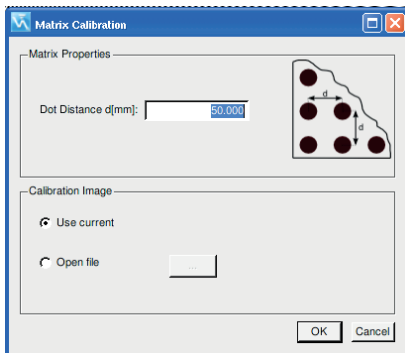 Matrix Calibration
Matrix Properties
Dot Distance d[mm]: 50.000
d
d
Calibration Image
Use current
Open file
...
OK Cancel